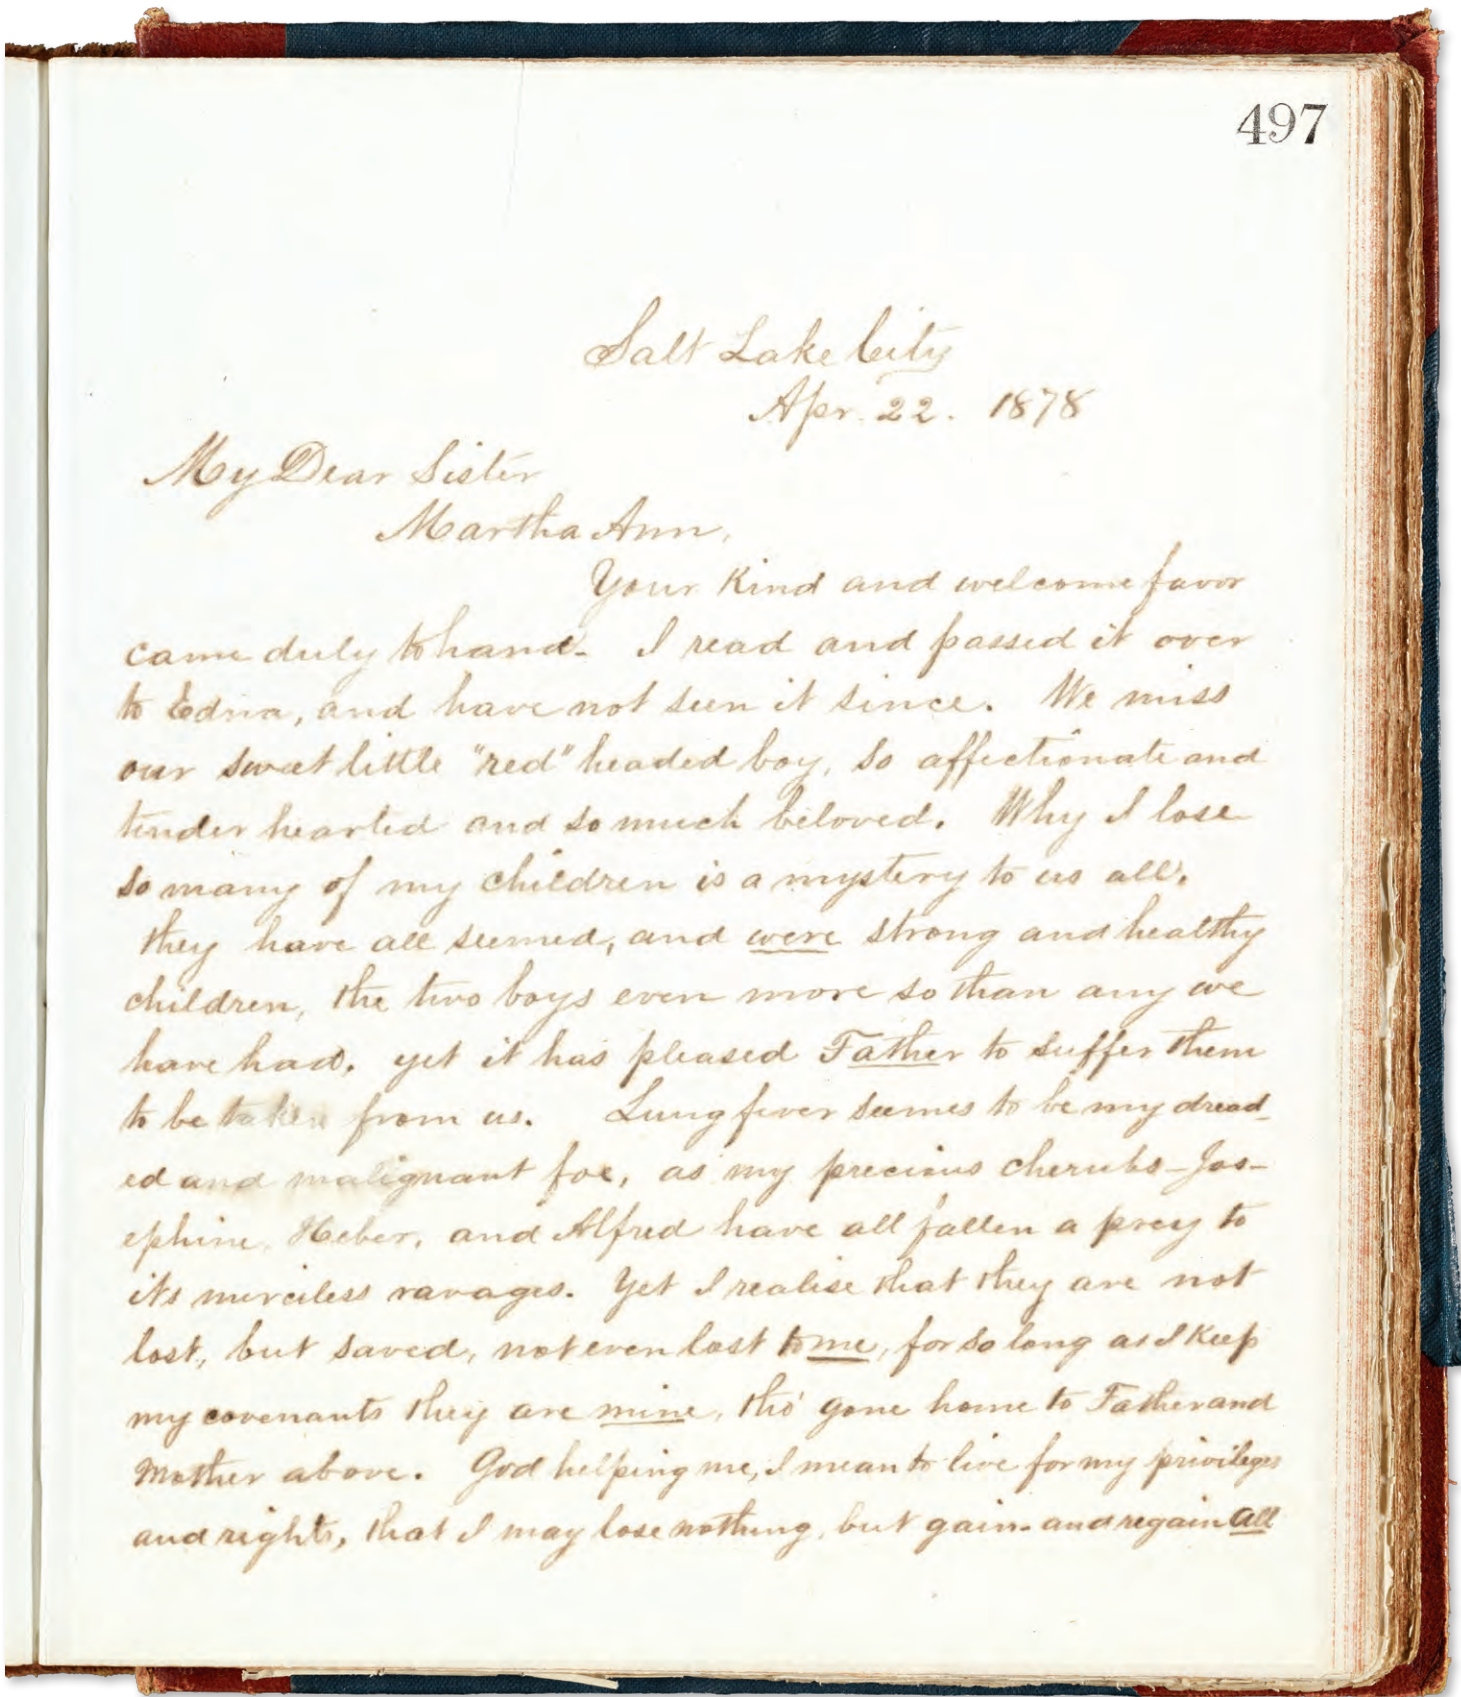 497
Salt Lake City
Apr. 22. 1878
My Dear Sister
Martha Ann,
Your Kind and welcome favor
came duly to hand. I read and passed it over
to Edna, and have not seen it since. We miss
our sweet little "red" headed boy, so affectionate and
tender hearted and so much beloved. Why I lose
so many of my children is a mystery to us all.
they have all seemed, and were strong and healthy
children, the two boys even more so than any we
have had. yet it has pleased Father to suffer them
to be taken from us. Lung fever seemes to be my dread-
ed and malignant foe, as my precious cherubs-Jos-
ephine, Heber, and Alfred have all fallen a prey to
its merciless ravages. Yet I realise that they are not
lost, but saved, not even lost to me, for so long as I Keep
my covenants they are mine, tho' gone home to Father and
Mother above. God helping me, I mean to live for my privileges
and rights, that I may lose nothing, but gain- and regain all